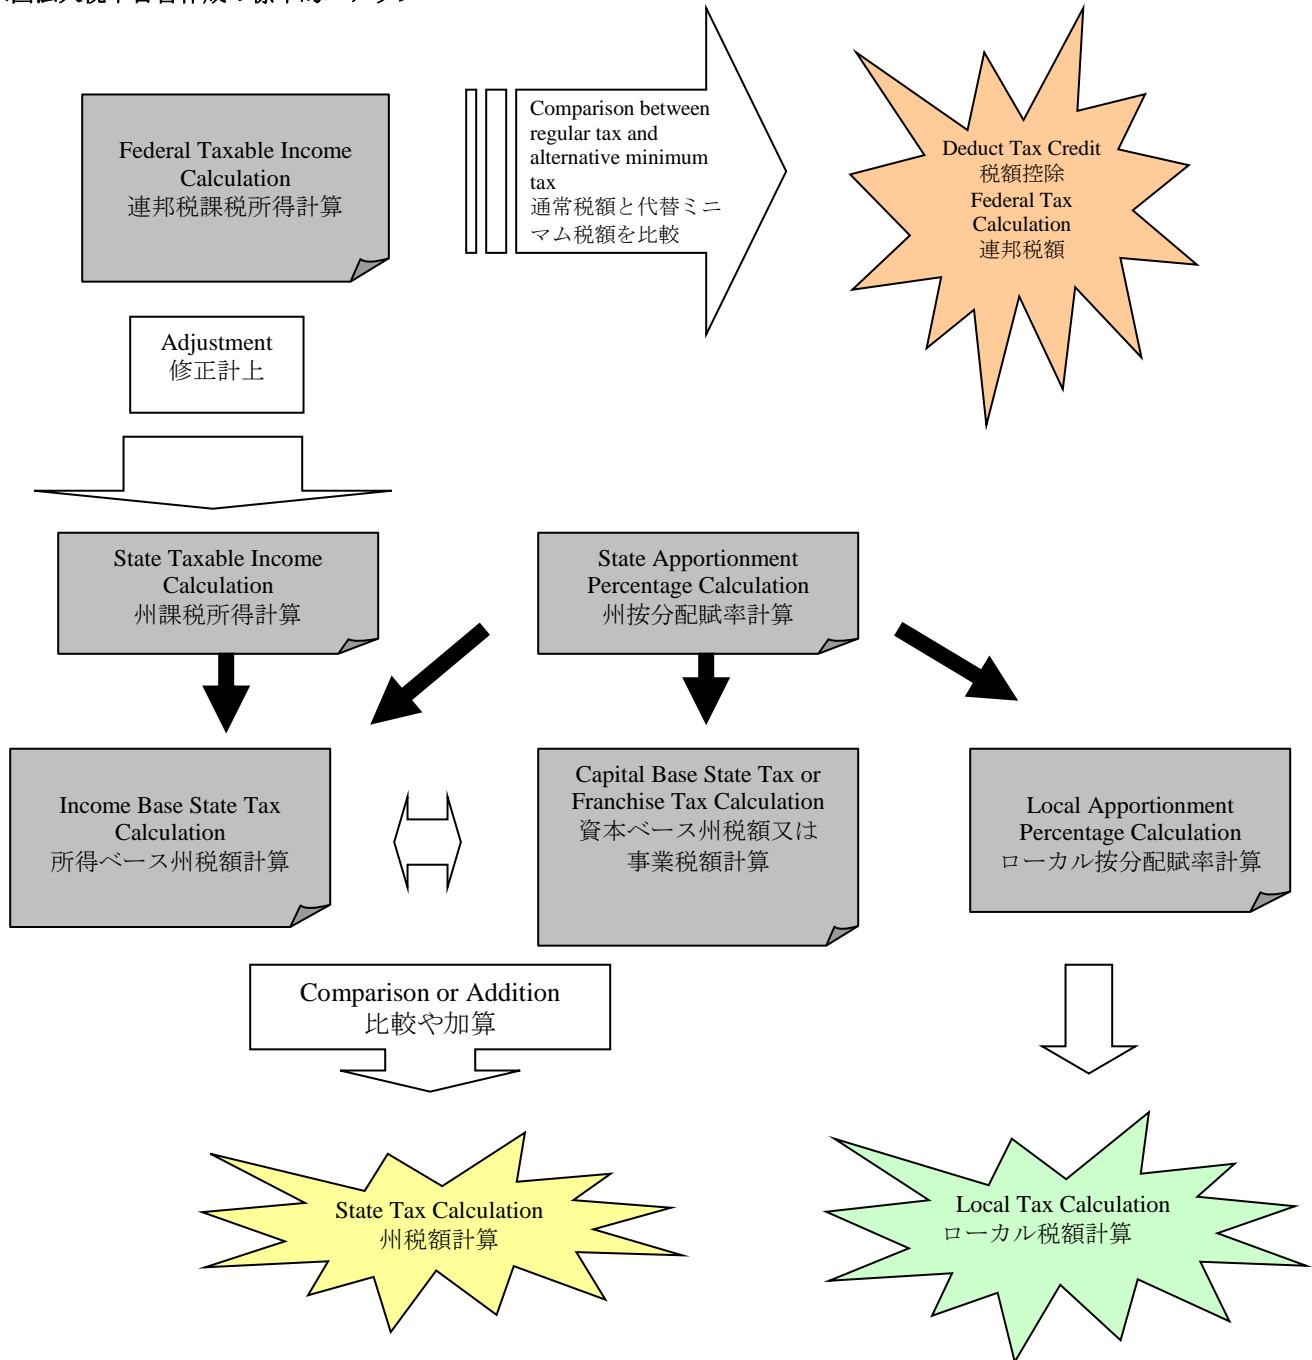 Federal Taxable Income
Calculation
連邦税課税所得計算
Comparison between
regular tax and
alternative minimum
tax
通常税額と代替ミニ
マム税額を比較
Deduct Tax Credit
税額控除
Federal Tax
Calculation
連邦税額
Adjustment
修正計上
State Taxable Income
Calculation
州課税所得計算
State Apportionment
Percentage Calculation
州按分配賦率計算
Income Base State Tax
Calculation
所得ベース州税額計算
Capital Base State Tax or
Franchise Tax Calculation
資本ベース州税額又は
事業税額計算
Local Apportionment
Percentage Calculation
ローカル按分配賦率計算
Comparison or Addition
比較や加算
State Tax Calculation
州税額計算
Local Tax Calculation
ローカル税額計算